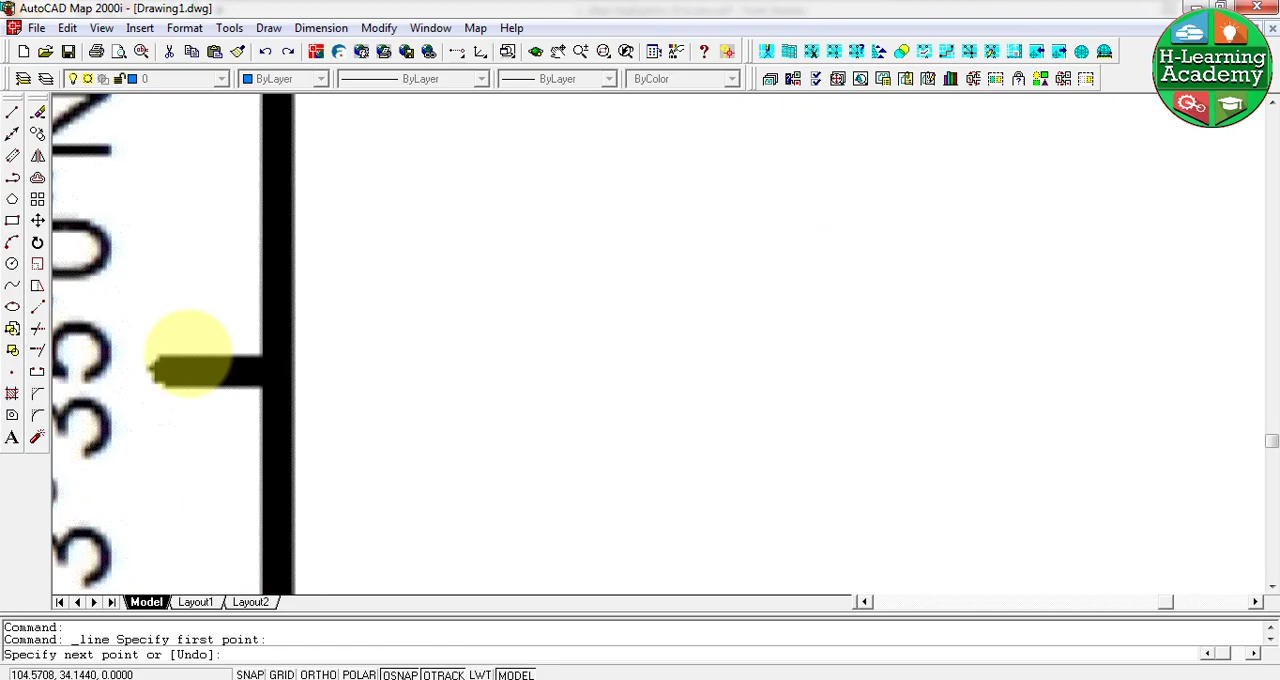 AutoCAD Map 2000i - [Drawing1.dwg]
File Edit View Insert Format Tools Draw Dimension Modify Window Map Help
0 ByLayer ByLayer ByLayer ByColor
H-Learning
Academy
Model Layout1 Layout2
Command:
Command: _line Specify first point:
Specify next point or [Undo]:
104.5708, 34.1440, 0.0000 SNAP GRID ORTHO POLAR OSNAP OTRACK LWT MODEL